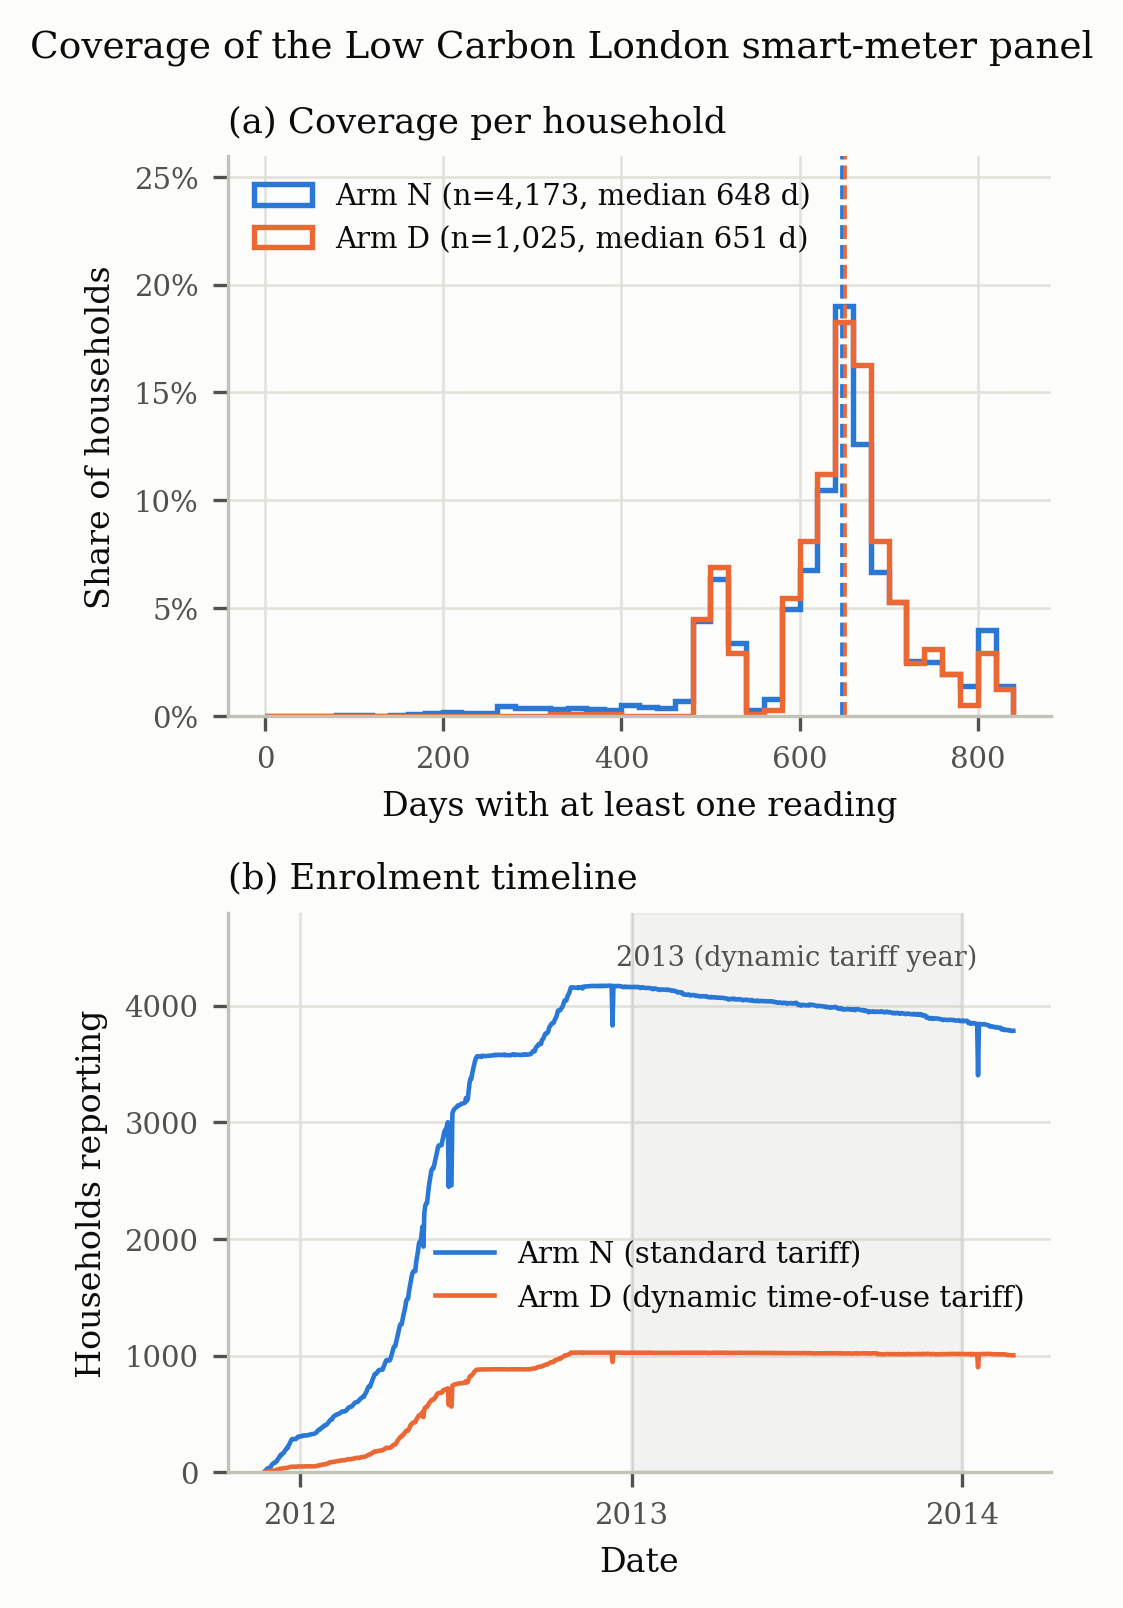 Coverage of the Low Carbon London smart-meter panel
(a) Coverage per household
25%
20%
15%
10%
5%
0%
Share of households
Arm N (n=4,173, median 648 d)
Arm D (n=1,025, median 651 d)
0 200 400 600 800
Days with at least one reading
(b) Enrolment timeline
2013 (dynamic tariff year)
4000
3000
2000
1000
0
Households reporting
Arm N (standard tariff)
Arm D (dynamic time-of-use tariff)
2012 2013 2014
Date